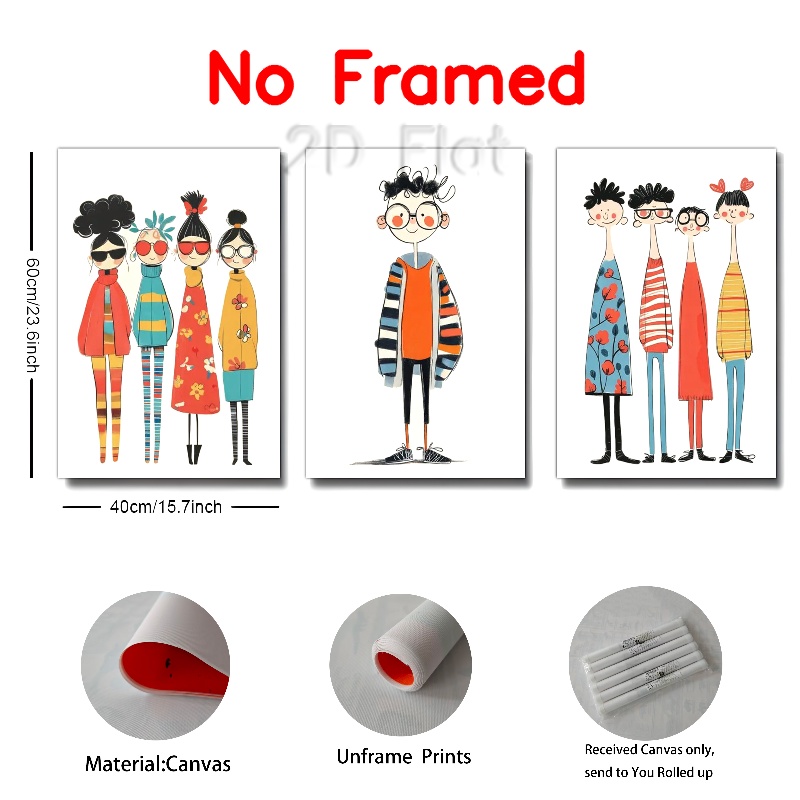 No Framed
2D Flat
60cm/23.6inch
40cm/15.7inch
Material:Canvas
Unframe Prints
Received Canvas only,
send to You Rolled up